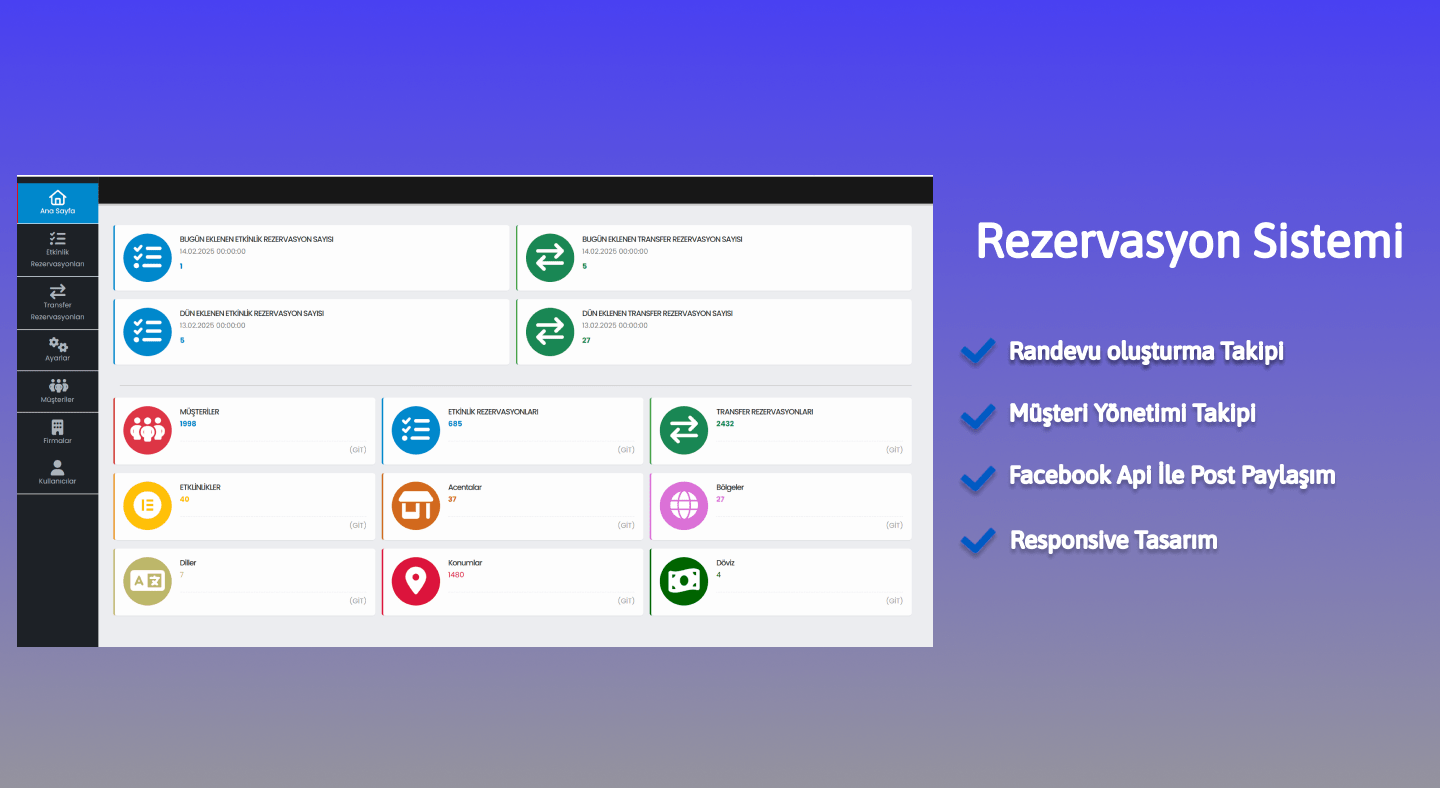 Ana Sayfa
Etkinlik
Rezervasyonları
Transfer
Rezervasyonları
Ayarlar
Müşteriler
Firmalar
Kullanıcılar
BUGÜN EKLENEN ETKİNLİK REZERVASYON SAYISI
14.02.2025 00:00:00
1
BUGÜN EKLENEN TRANSFER REZERVASYON SAYISI
14.02.2025 00:00:00
5
DÜN EKLENEN ETKİNLİK REZERVASYON SAYISI
13.02.2025 00:00:00
5
DÜN EKLENEN TRANSFER REZERVASYON SAYISI
13.02.2025 00:00:00
27
MÜŞTERİLER
1998
(GİT)
ETKİNLİK REZERVASYONLARI
685
(GİT)
TRANSFER REZERVASYONLARI
2432
(GİT)
ETKLİNLİKLER
40
(GİT)
Acentalar
37
(GİT)
Bölgeler
27
(GİT)
Diller
7
(GİT)
Konumlar
1480
(GİT)
Döviz
4
(GİT)
Rezervasyon Sistemi
Randevu oluşturma Takipi
Müşteri Yönetimi Takipi
Facebook Api İle Post Paylaşım
Responsive Tasarım